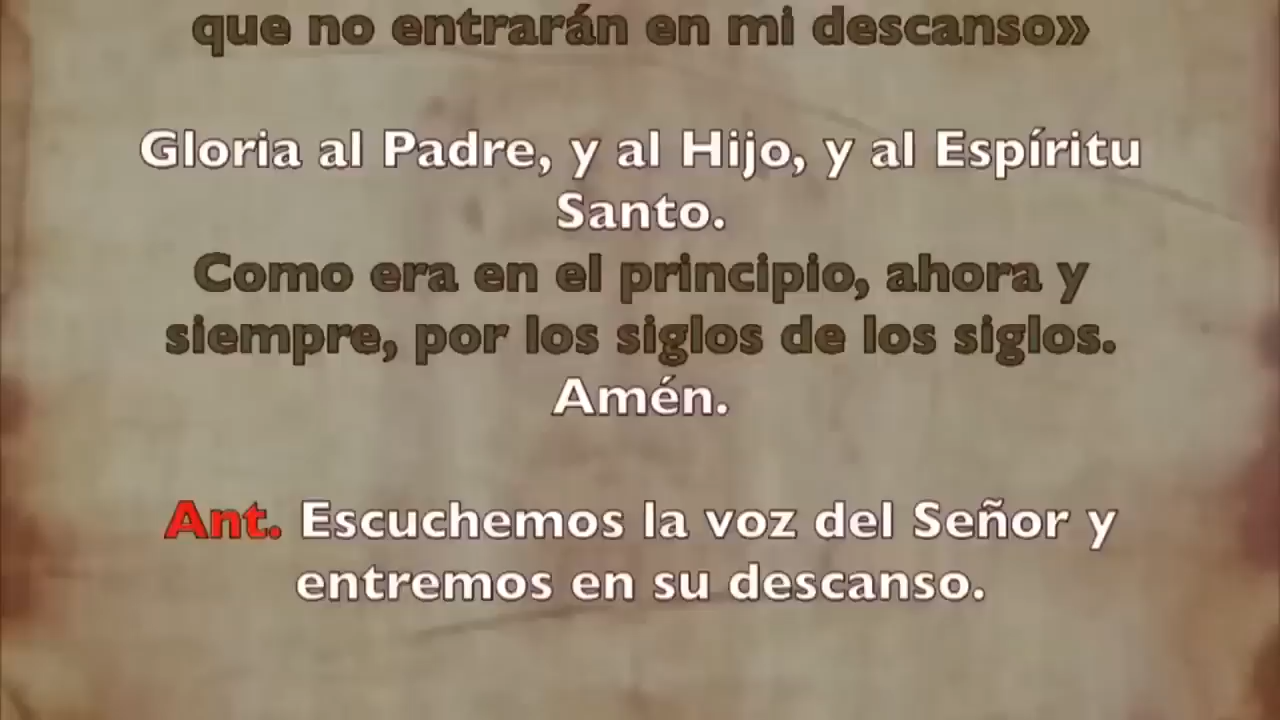 que no entrarán en mi descanso»
Gloria al Padre, y al Hijo, y al Espíritu
Santo.
Como era en el principio, ahora y
siempre, por los siglos de los siglos.
Amén.
Ant. Escuchemos la voz del Señor y
entremos en su descanso.